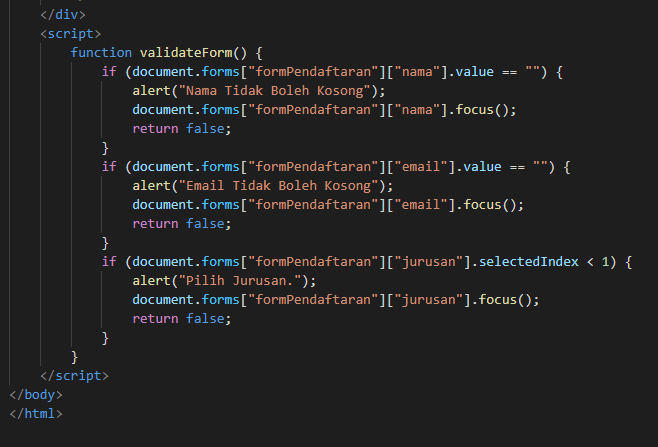 </div>
<script>
function validateForm() {
if (document.forms["formPendaftaran"]["nama"].value == "") {
alert("Nama Tidak Boleh Kosong");
document.forms["formPendaftaran"]["nama"].focus();
return false;
}
if (document.forms["formPendaftaran"]["email"].value == "") {
alert("Email Tidak Boleh Kosong");
document.forms["formPendaftaran"]["email"].focus();
return false;
}
if (document.forms["formPendaftaran"]["jurusan"].selectedIndex < 1) {
alert("Pilih Jurusan.");
document.forms["formPendaftaran"]["jurusan"].focus();
return false;
}
}
</script>
</body>
</html>